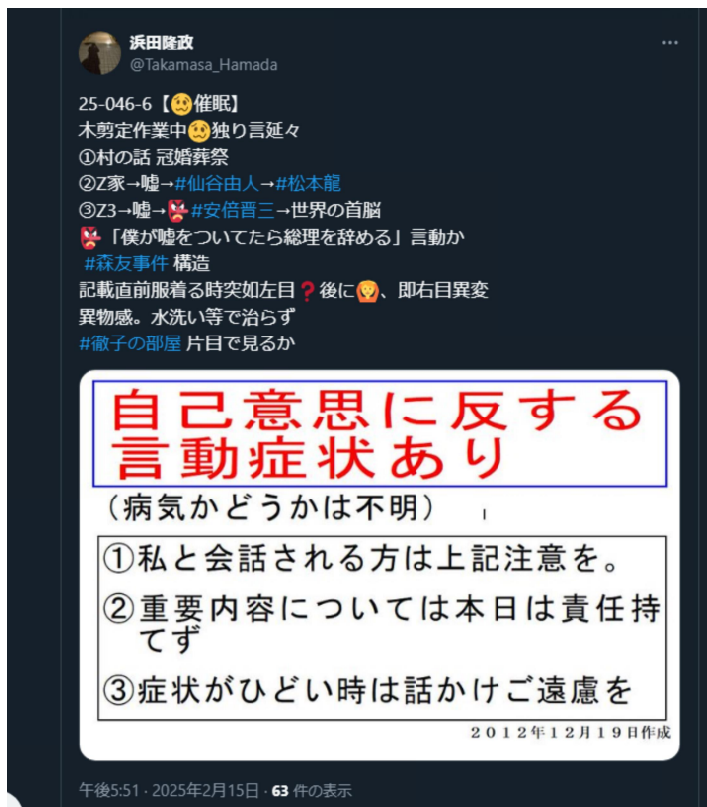 浜田隆政
@Takamasa_Hamada
25-046-6【🥴催眠】
木剪定作業中🥴独り言延々
①村の話 冠婚葬祭
②Z家→嘘→#仙谷由人→#松本龍
③Z3→嘘→👺#安倍晋三→世界の首脳
👺「僕が嘘をついてたら総理を辞める」言動か
#森友事件 構造
記載直前服着る時突如左目❓後に🙆、即右目異変
異物感。水洗い等で治らず
#徹子の部屋 片目で見るか
自己意思に反する
言動症状あり
（病気かどうかは不明）
①私と会話される方は上記注意を。
②重要内容については本日は責任持
てず
③症状がひどい時は話かけご遠慮を
２０１２年１２月１９日作成
午後5:51 · 2025年2月15日 · 63 件の表示